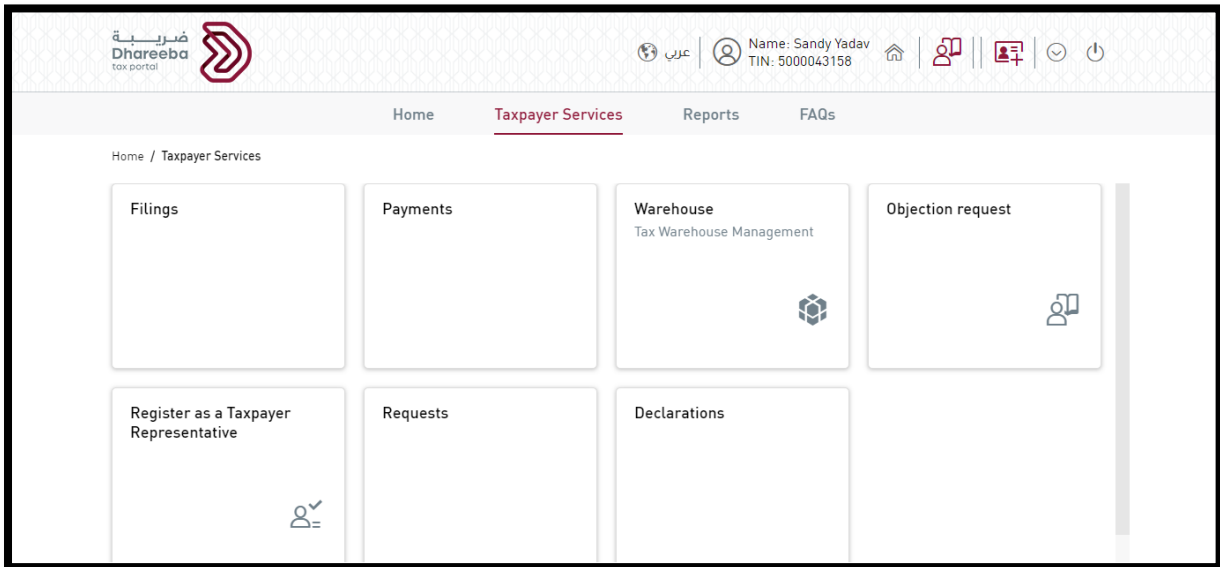 ضريـــبـة
Dhareeba
tax portal
عربي
Name: Sandy Yadav
TIN: 5000043158
Home Taxpayer Services Reports FAQs
Home / Taxpayer Services
Filings
Payments
Warehouse
Tax Warehouse Management
Objection request
Register as a Taxpayer
Representative
Requests
Declarations